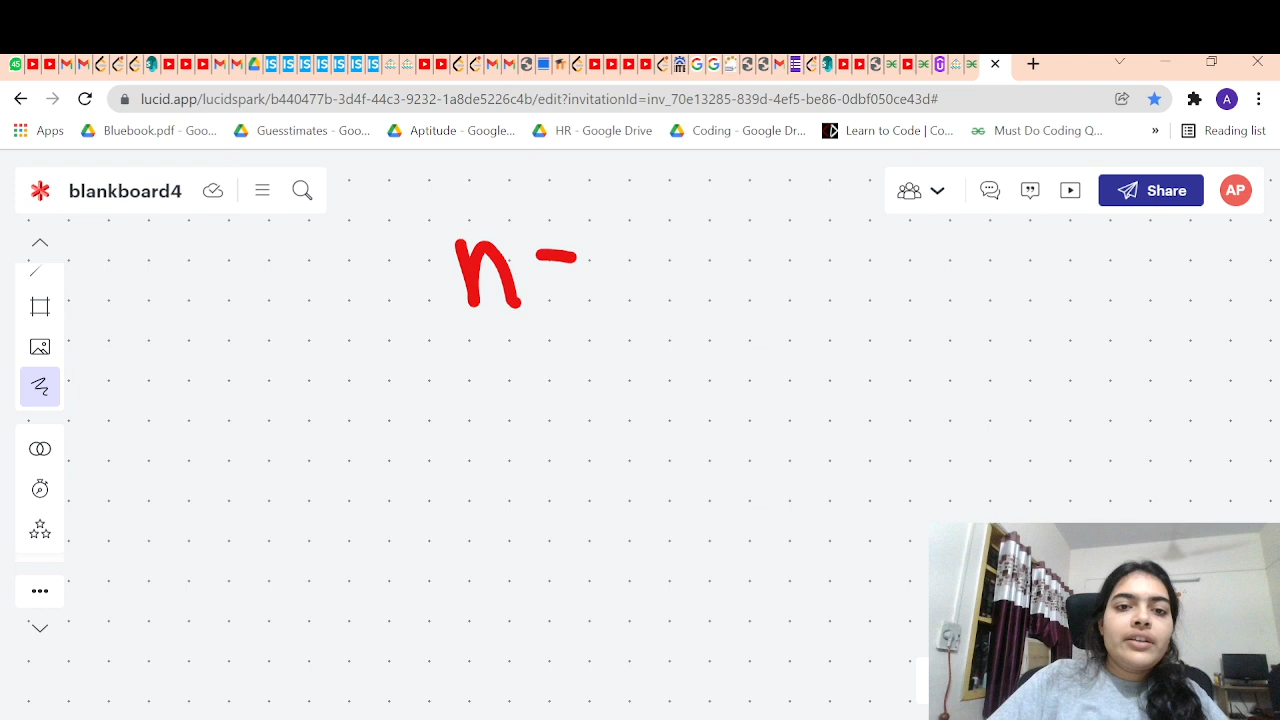 45
lucid.app/lucidspark/b440477b-3d4f-44c3-9232-1a8de5226c4b/edit?invitationId=inv_70e13285-839d-4ef5-be86-0dbf050ce43d#
A
Apps Bluebook.pdf - Goo... Guesstimates - Goo... Aptitude - Google... HR - Google Drive Coding - Google Dr... Learn to Code | Co... Must Do Coding Q... » Reading list
blankboard4 Share AP
n -